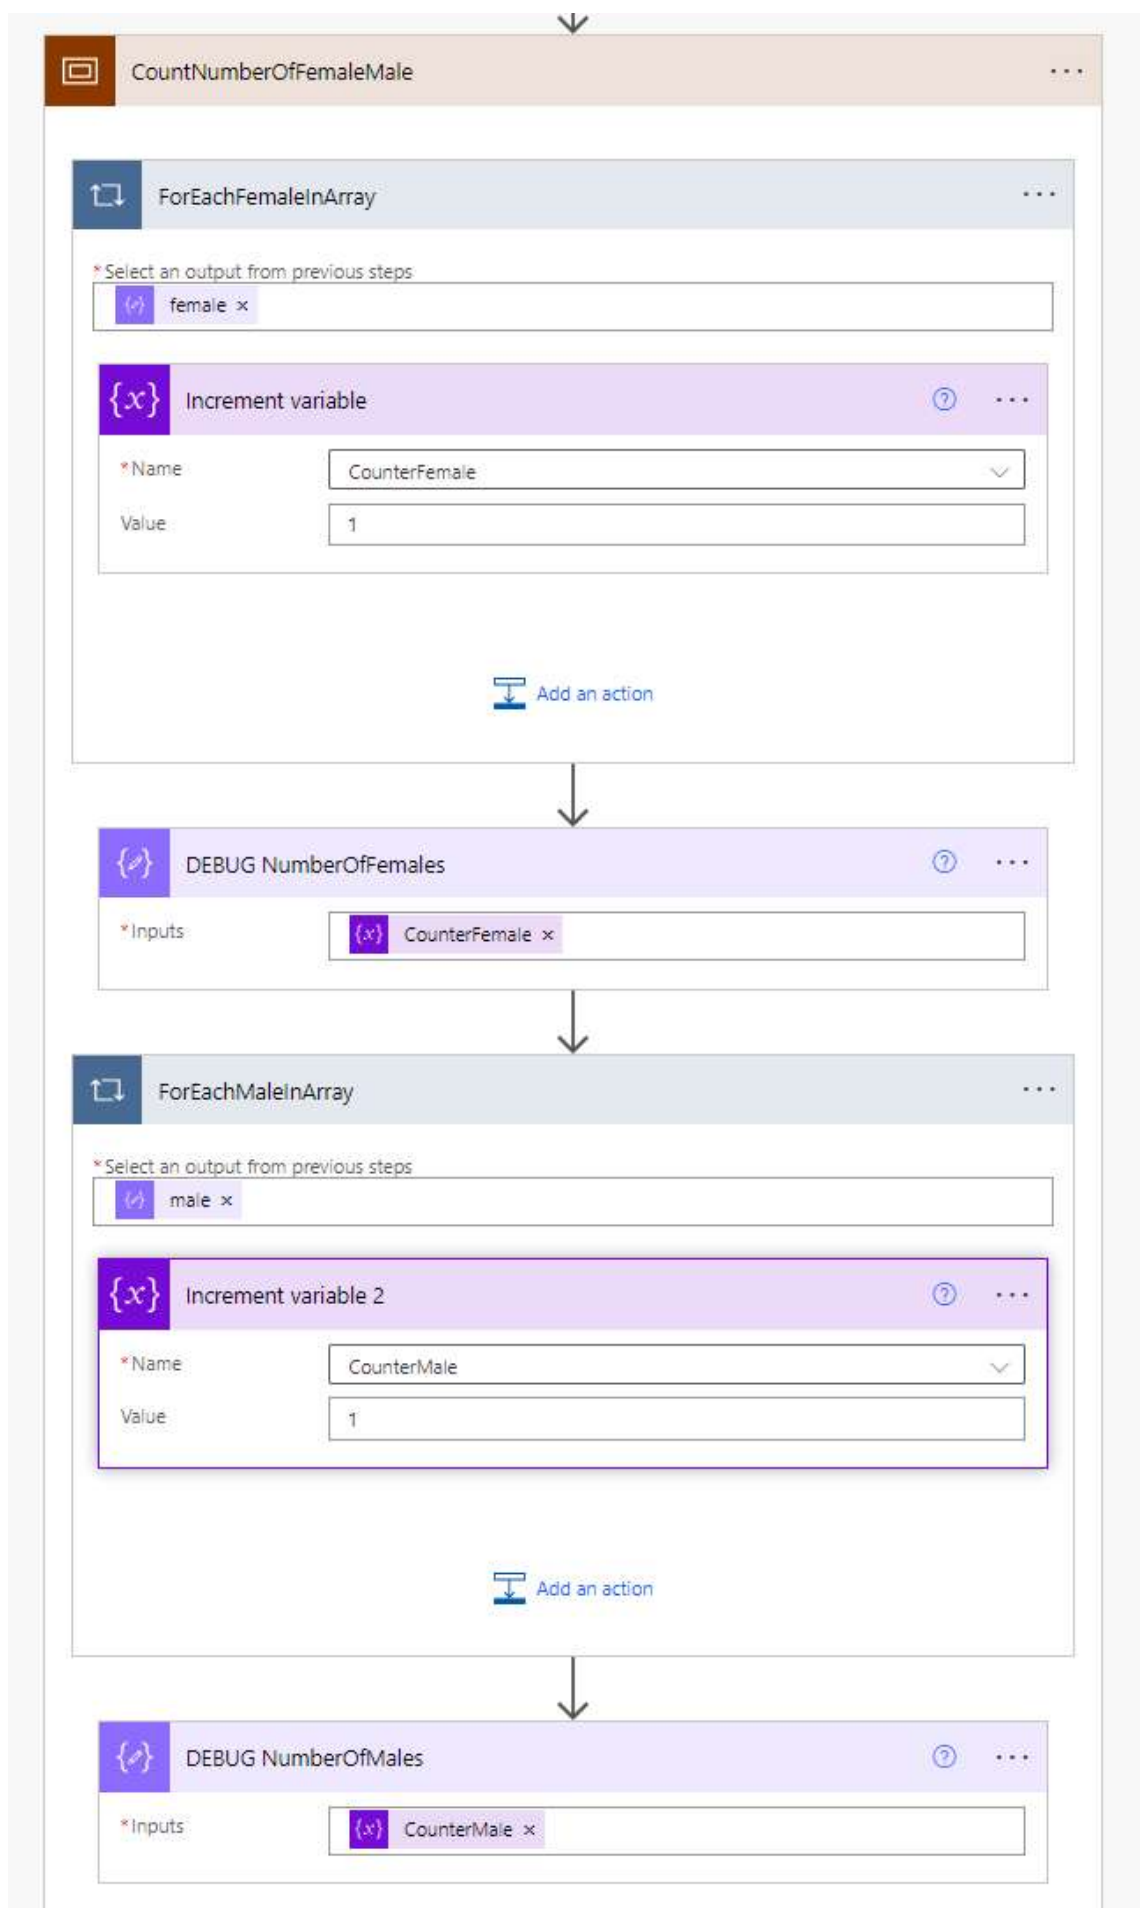 CountNumberOfFemaleMale
ForEachFemaleInArray
* Select an output from previous steps
female ×
{x} Increment variable
* Name CounterFemale
Value 1
Add an action
DEBUG NumberOfFemales
* Inputs {x} CounterFemale ×
ForEachMaleInArray
* Select an output from previous steps
male ×
{x} Increment variable 2
* Name CounterMale
Value 1
Add an action
DEBUG NumberOfMales
* Inputs {x} CounterMale ×